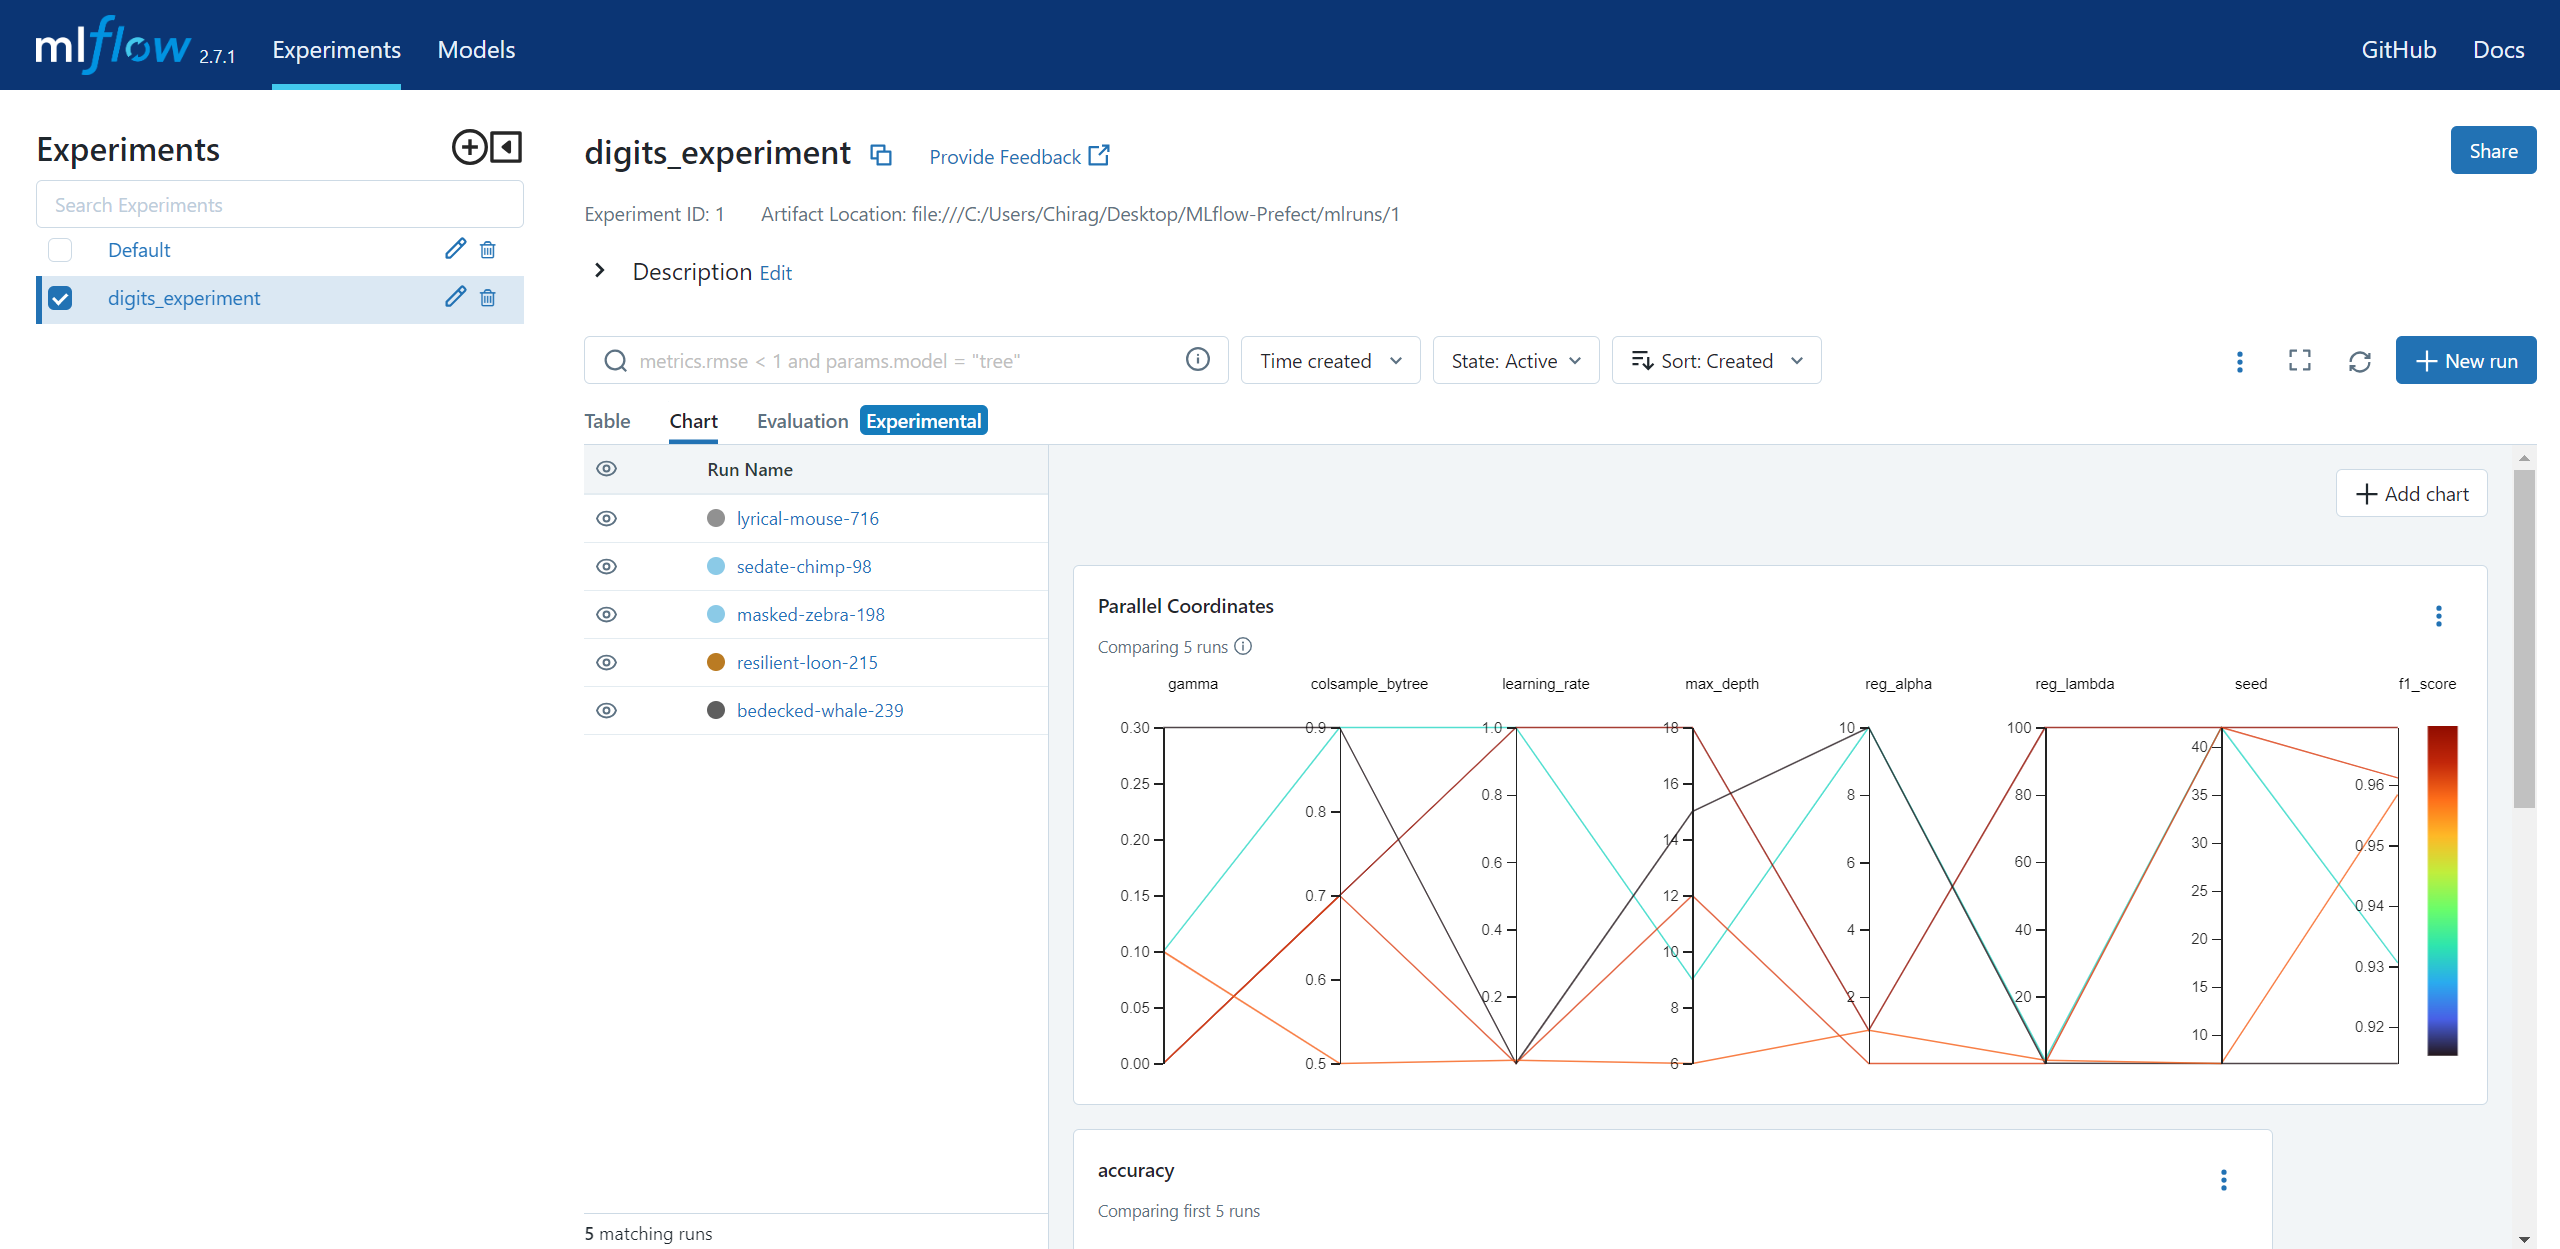 mlflow 2.7.1 Experiments Models GitHub Docs
Experiments
Search Experiments
Default
digits_experiment
digits_experiment Provide Feedback Share
Experiment ID: 1 Artifact Location: file:///C:/Users/Chirag/Desktop/MLflow-Prefect/mlruns/1
Description Edit
metrics.rmse < 1 and params.model = "tree" Time created State: Active Sort: Created New run
Table Chart Evaluation Experimental
Run Name
lyrical-mouse-716
sedate-chimp-98
masked-zebra-198
resilient-loon-215
bedecked-whale-239
5 matching runs
Add chart
Parallel Coordinates
Comparing 5 runs
gamma colsample_bytree learning_rate max_depth reg_alpha reg_lambda seed f1_score
0.30
0.25
0.20
0.15
0.10
0.05
0.00
0.9
0.8
0.7
0.6
0.5
1.0
0.8
0.6
0.4
0.2
18
16
14
12
10
8
6
10
8
6
4
2
100
80
60
40
20
40
35
30
25
20
15
10
0.96
0.95
0.94
0.93
0.92
accuracy
Comparing first 5 runs